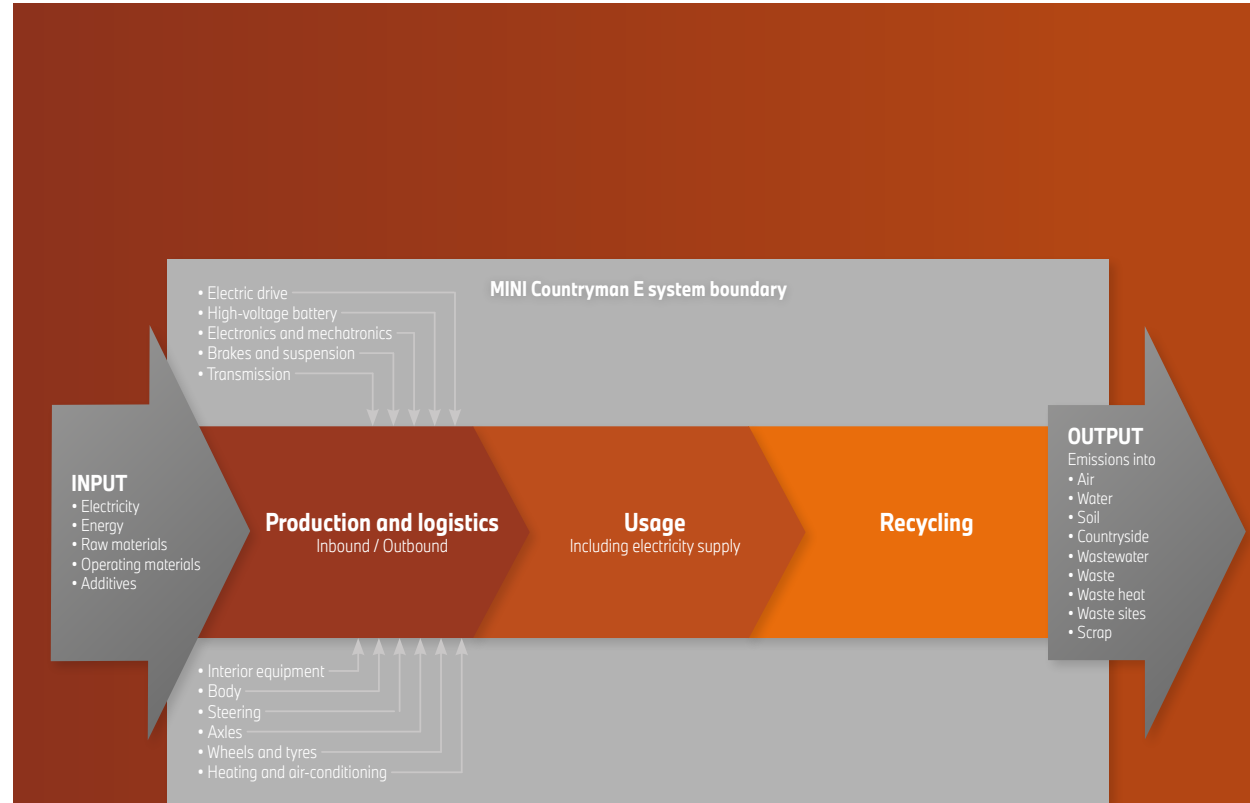 MINI Countryman E system boundary
• Electric drive
• High-voltage battery
• Electronics and mechatronics
• Brakes and suspension
• Transmission
INPUT
• Electricity
• Energy
• Raw materials
• Operating materials
• Additives
Production and logistics
Inbound / Outbound
Usage
Including electricity supply
Recycling
OUTPUT
Emissions into
• Air
• Water
• Soil
• Countryside
• Wastewater
• Waste
• Waste heat
• Waste sites
• Scrap
• Interior equipment
• Body
• Steering
• Axles
• Wheels and tyres
• Heating and air-conditioning